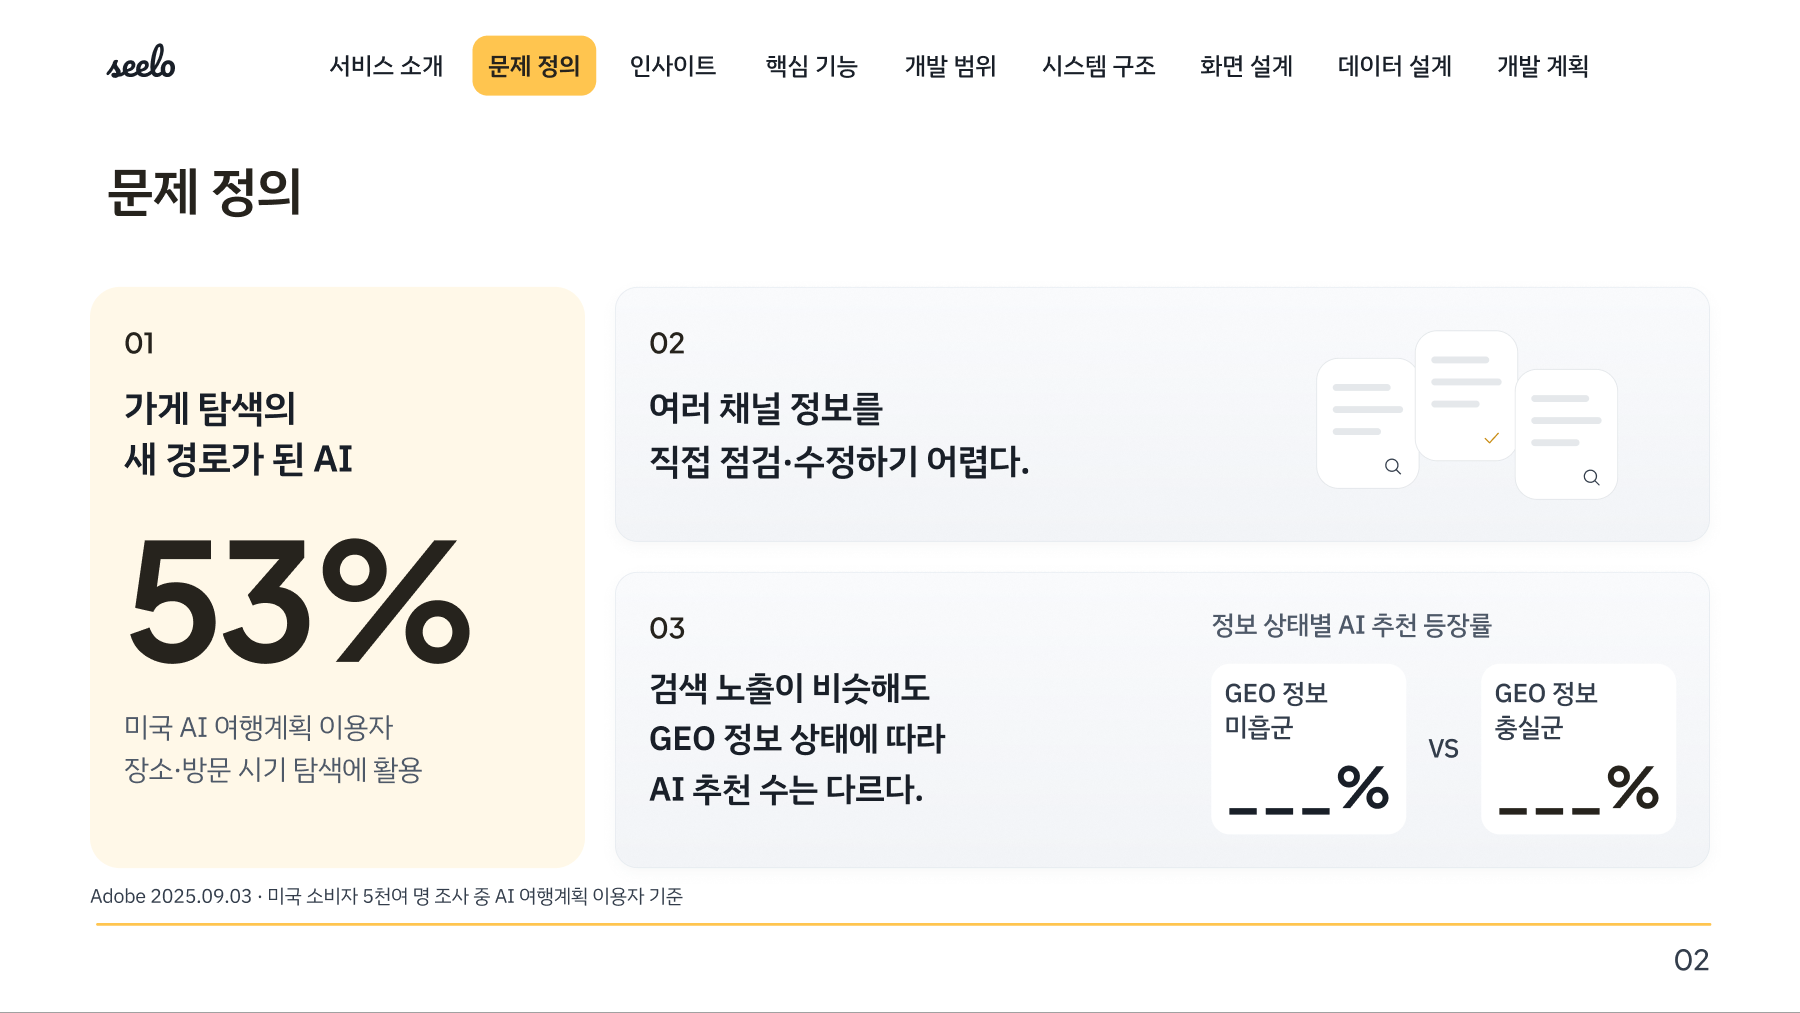 seelo
서비스 소개
문제 정의
인사이트
핵심 기능
개발 범위
시스템 구조
화면 설계
데이터 설계
개발 계획
문제 정의
01
가게 탐색의
새 경로가 된 AI
53%
미국 AI 여행계획 이용자
장소·방문 시기 탐색에 활용
02
여러 채널 정보를
직접 점검·수정하기 어렵다.
03
검색 노출이 비슷해도
GEO 정보 상태에 따라
AI 추천 수는 다르다.
정보 상태별 AI 추천 등장률
GEO 정보
미흡군
___%
VS
GEO 정보
충실군
___%
Adobe 2025.09.03 · 미국 소비자 5천여 명 조사 중 AI 여행계획 이용자 기준
02